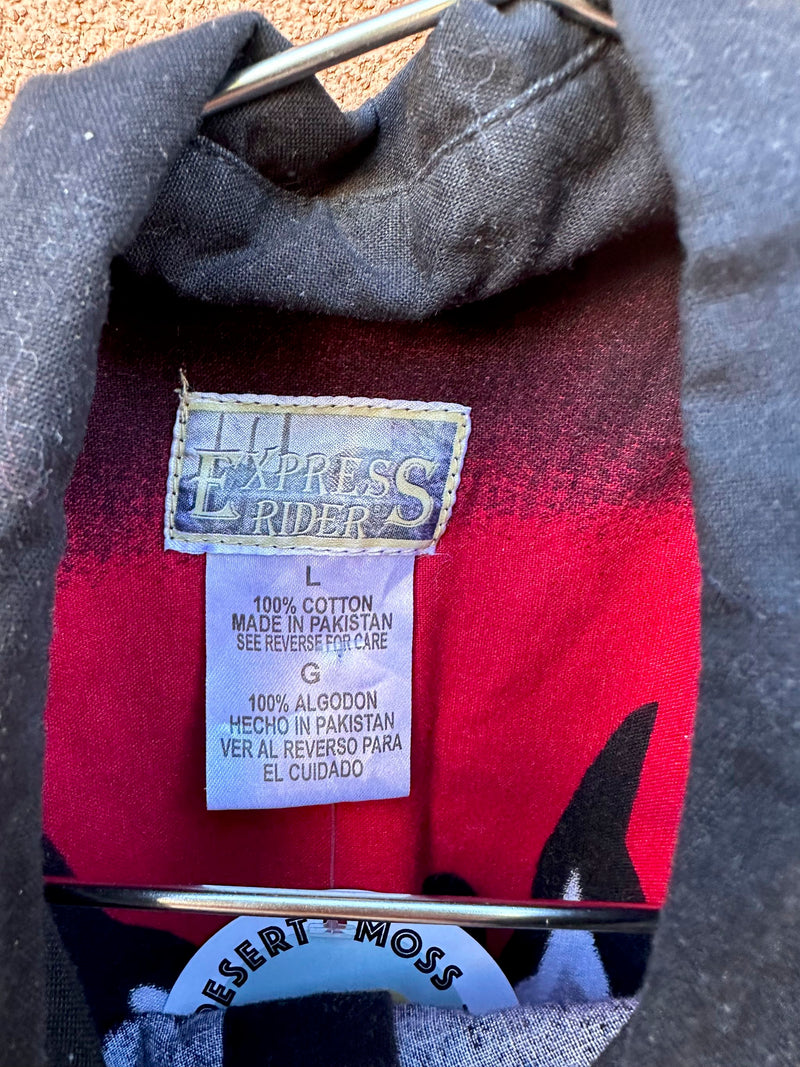 EXPRESS
RIDER
L
100% COTTON
MADE IN PAKISTAN
SEE REVERSE FOR CARE
G
100% ALGODON
HECHO IN PAKISTAN
VER AL REVERSO PARA
EL CUIDADO
DESERT MOSS